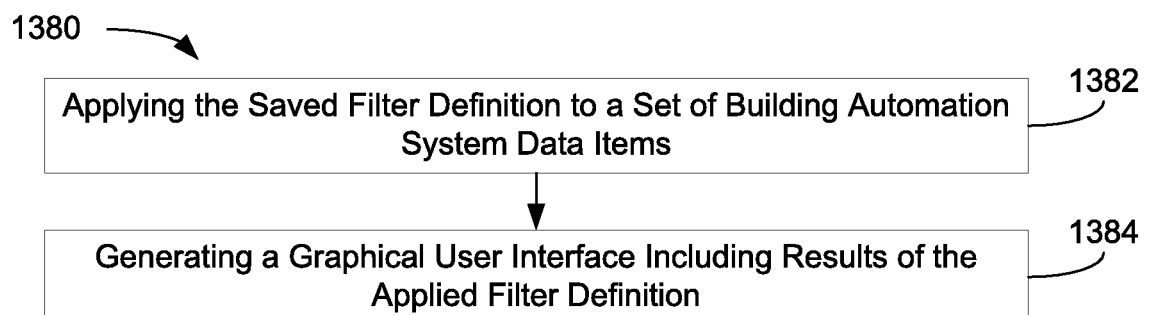 1380
1382
Applying the Saved Filter Definition to a Set of Building Automation
System Data Items
1384
Generating a Graphical User Interface Including Results of the
Applied Filter Definition